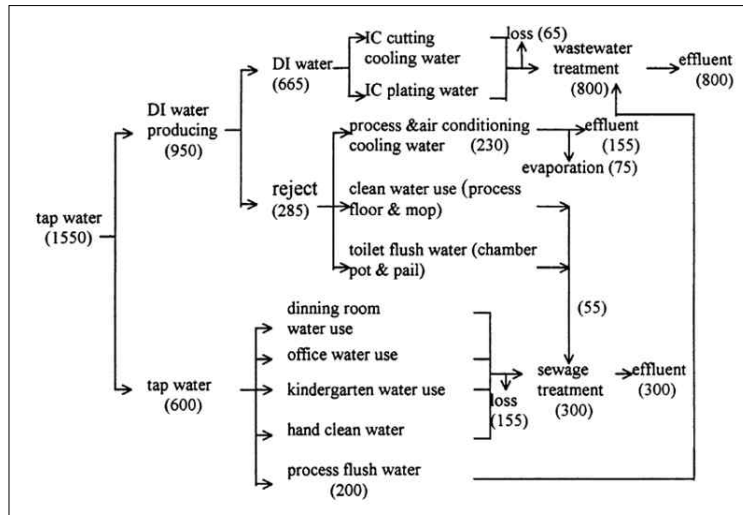 loss (65)
IC cutting
cooling water
wastewater
treatment
(800)
effluent
(800)
DI water
(665)
IC plating water
DI water
producing
(950)
process &air conditioning
cooling water (230)
effluent
(155)
evaporation (75)
reject
(285)
clean water use (process
floor & mop)
tap water
(1550)
toilet flush water (chamber
pot & pail)
(55)
dinning room
water use
office water use
sewage
treatment
(300)
effluent
(300)
tap water
(600)
kindergarten water use
loss
(155)
hand clean water
process flush water
(200)